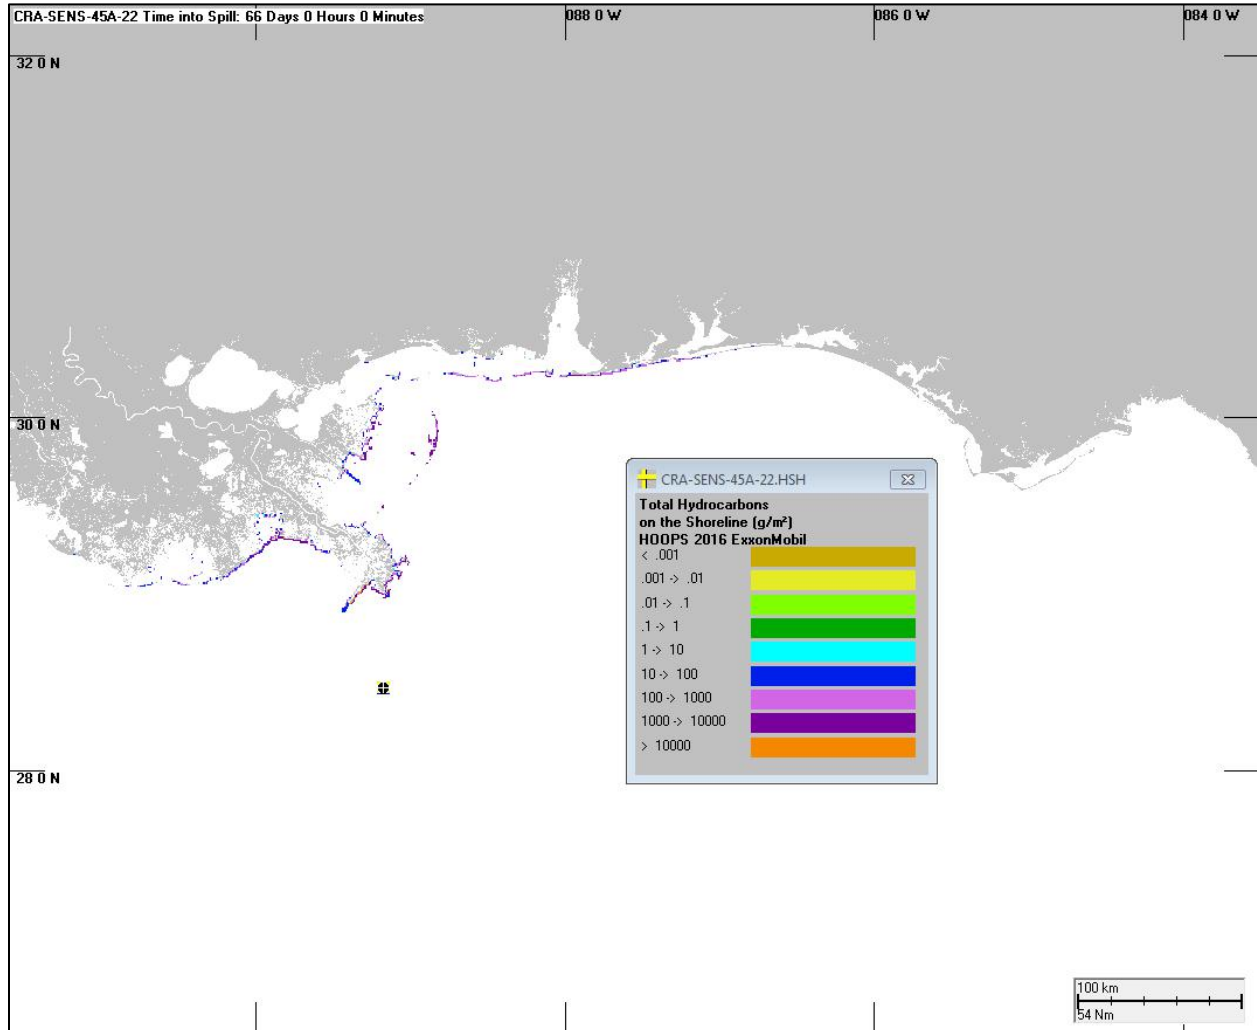 CRA-SENS-45A-22 Time into Spill: 66 Days 0 Hours 0 Minutes
088 0 W
086 0 W
084 0 W
32 0 N
30 0 N
CRA-SENS-45A-22.HSH
Total Hydrocarbons
on the Shoreline (g/m²)
HOOPS 2016 ExxonMobil
< .001
.001 -> .01
.01 -> .1
.1 -> 1
1 -> 10
10 -> 100
100 -> 1000
1000 -> 10000
> 10000
28 0 N
100 km
54 Nm